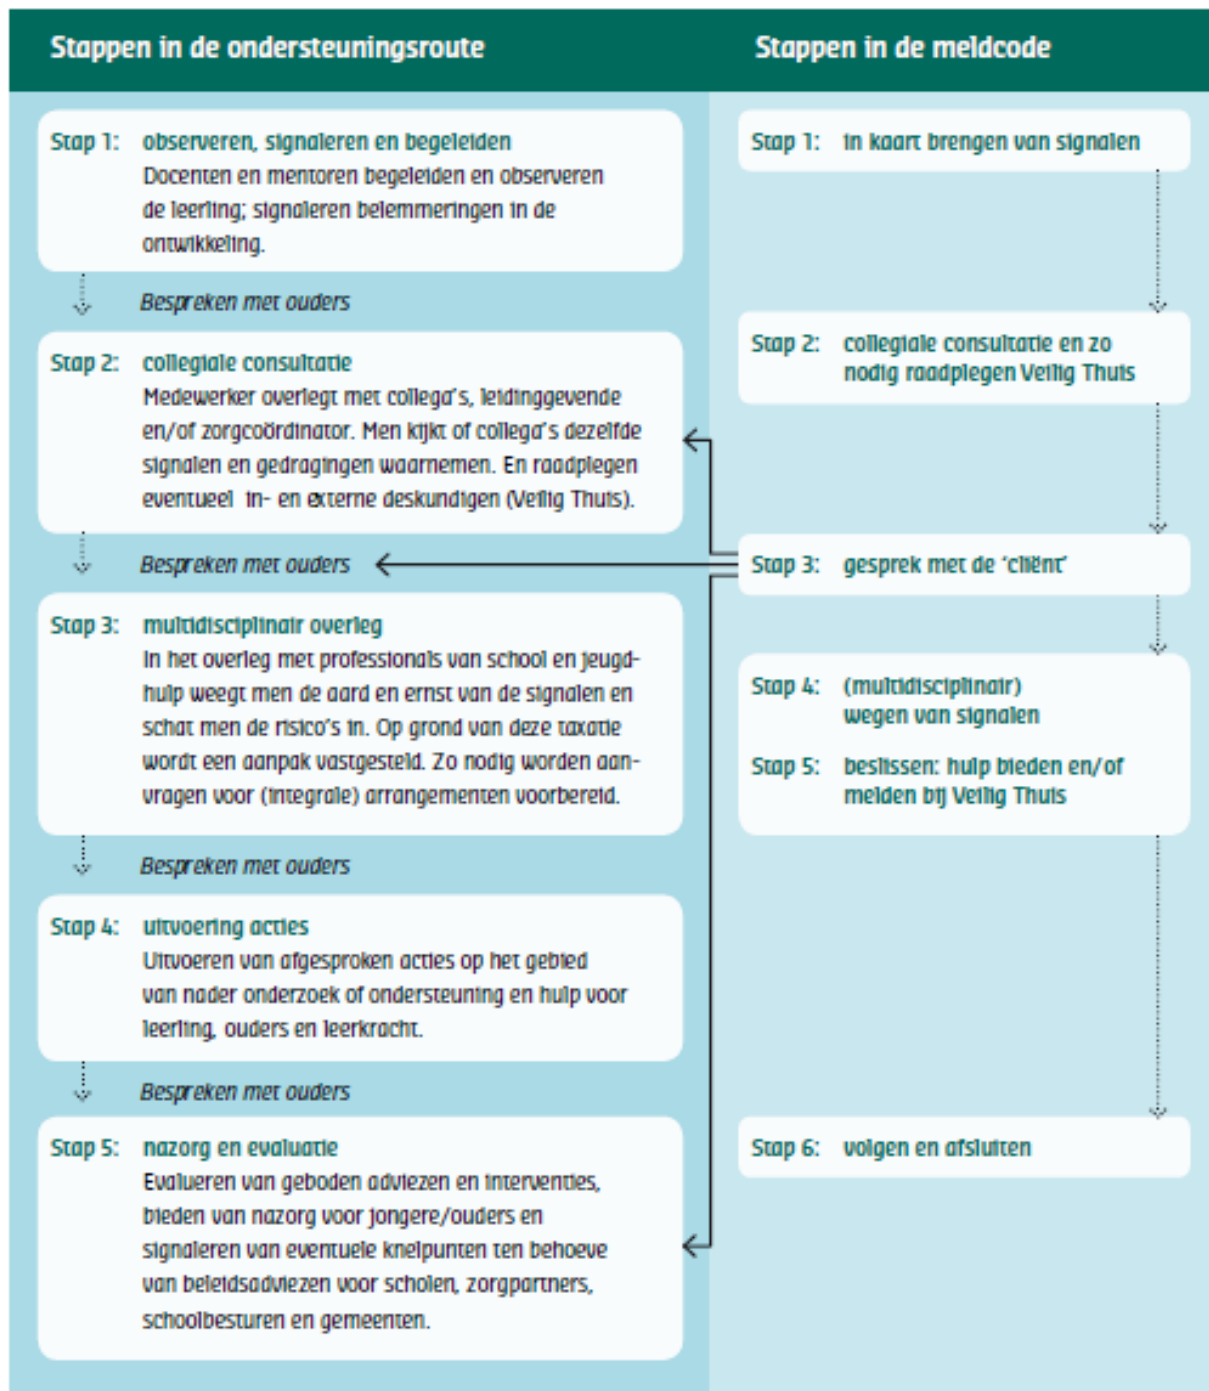 Stappen in de ondersteuningsroute
Stap 1: observeren, signaleren en begeleiden
Docenten en mentoren begeleiden en observeren
de leerling; signaleren belemmeringen in de
ontwikkeling.
Bespreken met ouders
Stap 2: collegiale consultatie
Medewerker overlegt met collega's, leidinggevende
en/of zorgcoördinator. Men kijkt of collega's dezelfde
signalen en gedragingen waarnemen. En raadplegen
eventueel in- en externe deskundigen (Veilig Thuis).
Bespreken met ouders
Stap 3: multidisciplinair overleg
In het overleg met professionals van school en jeugd-
hulp weegt men de aard en ernst van de signalen en
schat men de risico's in. Op grond van deze taxatie
wordt een aanpak vastgesteld. Zo nodig worden aan-
vragen voor (integrale) arrangementen voorbereid.
Bespreken met ouders
Stap 4: uitvoering acties
Uitvoeren van afgesproken acties op het gebied
van nader onderzoek of ondersteuning en hulp voor
leerling, ouders en leerkracht.
Bespreken met ouders
Stap 5: nazorg en evaluatie
Evalueren van geboden adviezen en interventies,
bieden van nazorg voor jongere/ouders en
signaleren van eventuele knelpunten ten behoeve
van beleidsadviezen voor scholen, zorgpartners,
schoolbesturen en gemeenten.
Stappen in de meldcode
Stap 1: in kaart brengen van signalen
Stap 2: collegiale consultatie en zo
nodig raadplegen Veilig Thuis
Stap 3: gesprek met de 'cliënt'
Stap 4: (multidisciplinair)
wegen van signalen
Stap 5: beslissen: hulp bieden en/of
melden bij Veilig Thuis
Stap 6: volgen en afsluiten